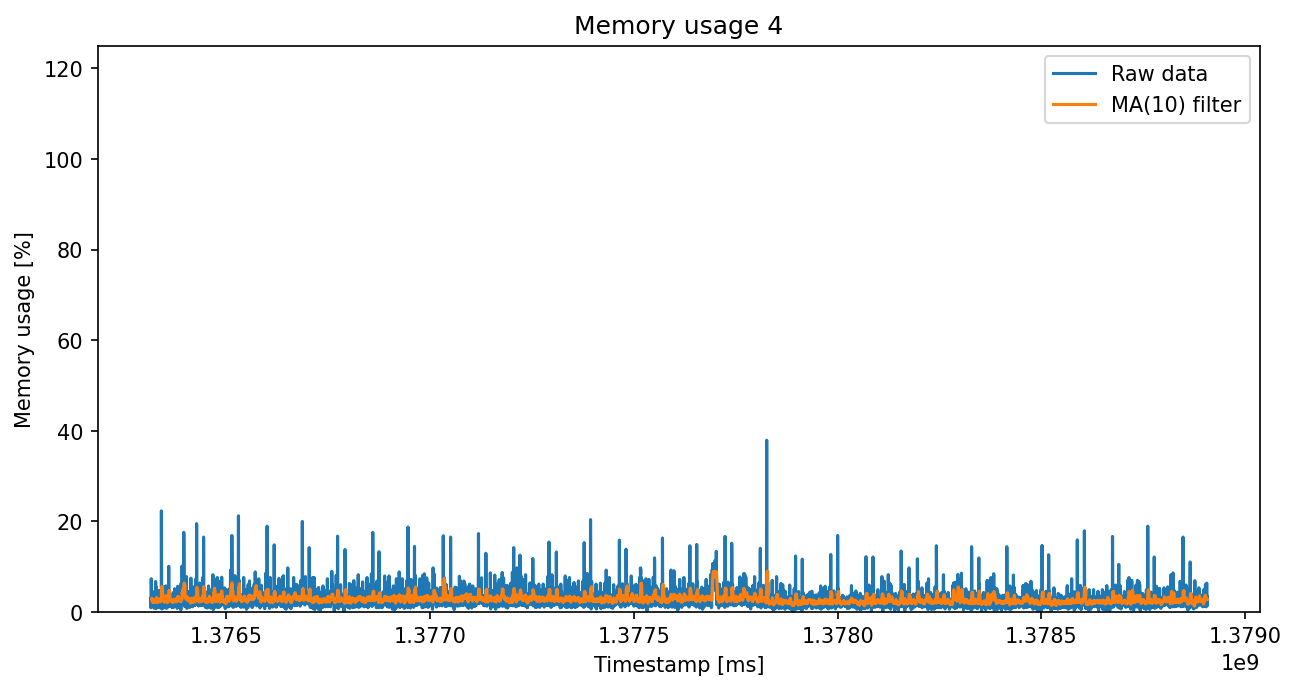 Memory usage 4
Raw data
MA(10) filter
Memory usage [%]
120
100
80
60
40
20
0
1.3765 1.3770 1.3775 1.3780 1.3785 1.3790
1e9
Timestamp [ms]